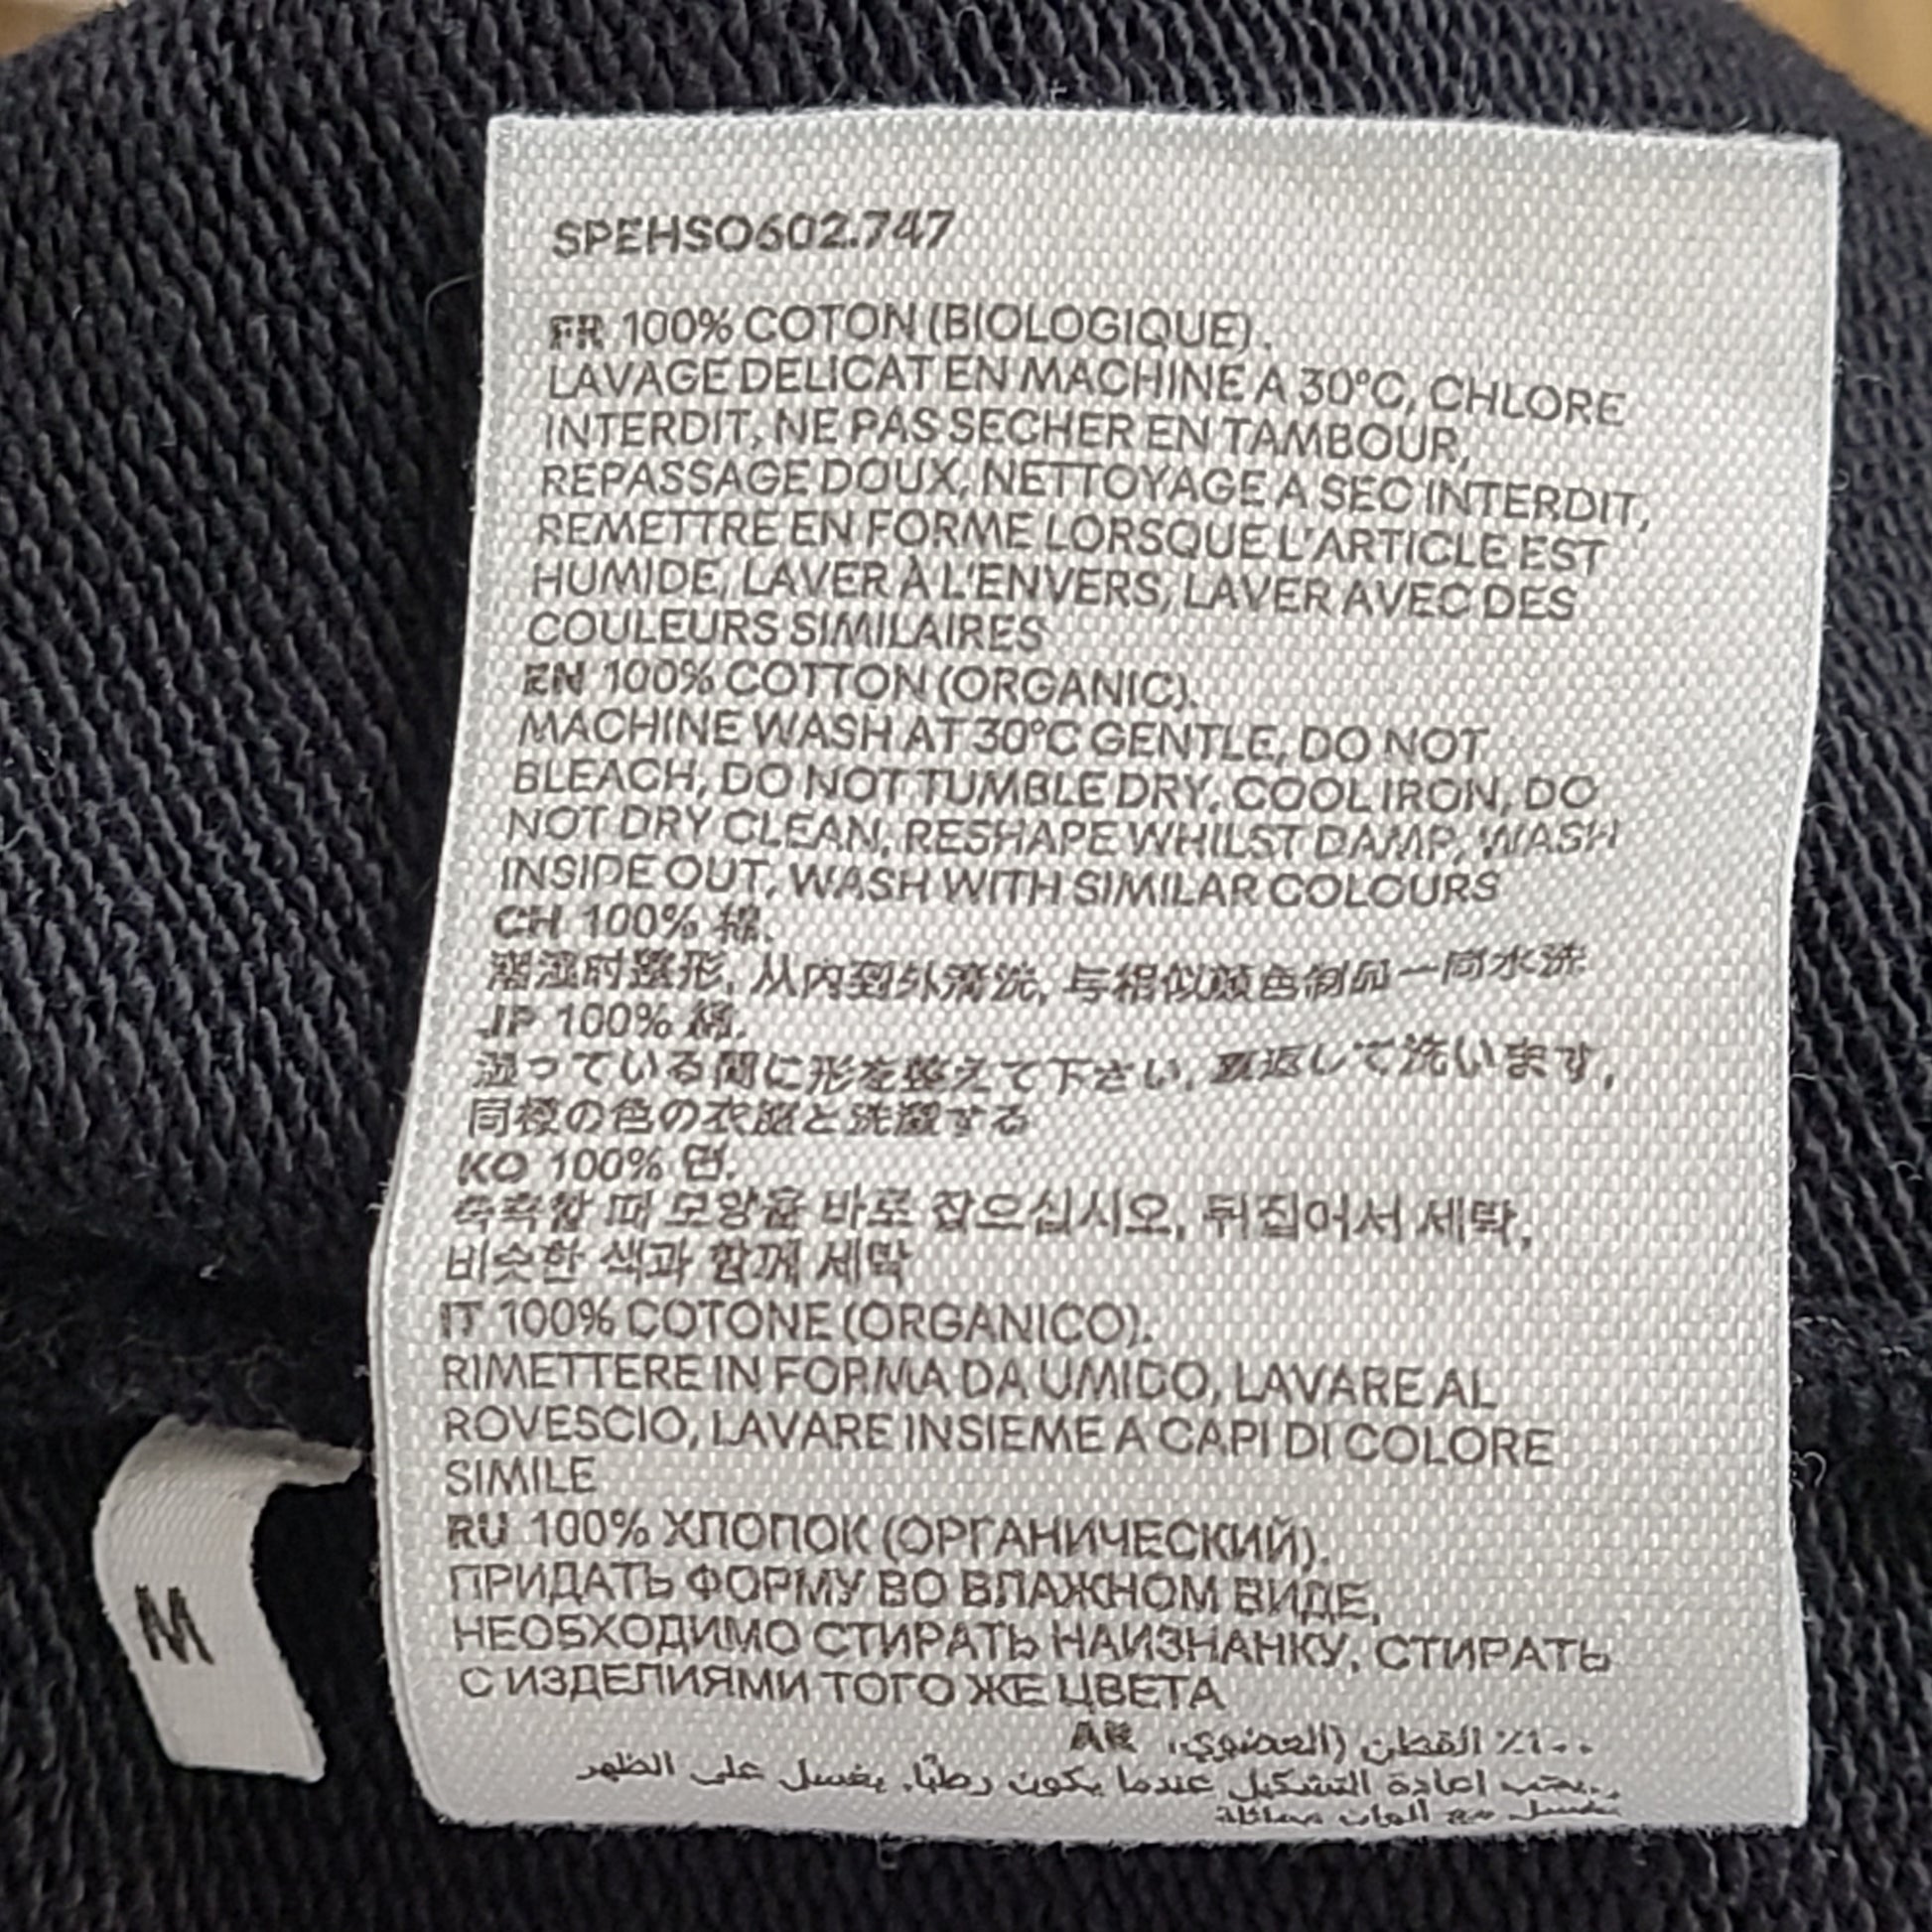 SPEHSO602.747
FR 100% COTON (BIOLOGIQUE).
LAVAGE DELICAT EN MACHINE A 30°C, CHLORE
INTERDIT, NE PAS SECHER EN TAMBOUR,
REPASSAGE DOUX, NETTOYAGE A SEC INTERDIT,
REMETTRE EN FORME LORSQUE L'ARTICLE EST
HUMIDE, LAVER À L'ENVERS, LAVER AVEC DES
COULEURS SIMILAIRES
EN 100% COTTON (ORGANIC).
MACHINE WASH AT 30°C GENTLE, DO NOT
BLEACH, DO NOT TUMBLE DRY, COOL IRON, DO
NOT DRY CLEAN, RESHAPE WHILST DAMP, WASH
INSIDE OUT, WASH WITH SIMILAR COLOURS
CH 100% 棉.
潮湿时整形, 从内到外清洗, 与相似颜色制品一同水洗
JP 100% 綿.
湿っている間に形を整えて下さい, 裏返して洗います,
同様の色の衣服と洗濯する
KO 100% 면.
축축할 때 모양을 바로 잡으십시오, 뒤집어서 세탁,
비슷한 색과 함께 세탁
IT 100% COTONE (ORGANICO).
RIMETTERE IN FORMA DA UMIDO, LAVARE AL
ROVESCIO, LAVARE INSIEME A CAPI DI COLORE
SIMILE
RU 100% ХЛОПОК (ОРГАНИЧЕСКИЙ).
ПРИДАТЬ ФОРМУ ВО ВЛАЖНОМ ВИДЕ,
НЕОБХОДИМО СТИРАТЬ НАИЗНАНКУ, СТИРАТЬ
С ИЗДЕЛИЯМИ ТОГО ЖЕ ЦВЕТА
١٠٠٪ القطن (العضوي). AR
يجب إعادة التشكيل عندما يكون رطبًا, يغسل على الظهر
يغسل مع ألوان مماثلة
M